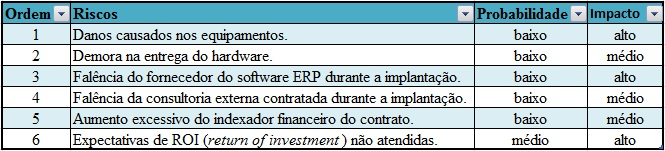 Ordem Riscos Probabilidade Impacto
1 Danos causados nos equipamentos. baixo alto
2 Demora na entrega do hardware. baixo médio
3 Falência do fornecedor do software ERP durante a implantação. baixo alto
4 Falência da consultoria externa contratada durante a implantação. baixo médio
5 Aumento excessivo do indexador financeiro do contrato. baixo médio
6 Expectativas de ROI (return of investment) não atendidas. médio alto